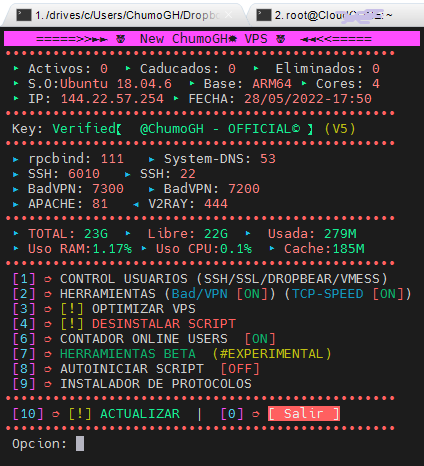 1. /drives/c/Users/ChumoGH/Dropbo
2. root@Cloud :~
=====>>►► New ChumoGH VPS ◄◄<<=====
‣ Activos: 0 ‣ Caducados: 0 ‣ Eliminados: 0
‣ S.O:Ubuntu 18.04.6 ‣ Base: ARM64 ‣ Cores: 4
‣ IP: 144.22.57.254 ‣ FECHA: 28/05/2022-17:50
Key: Verified【 @ChumoGH - OFFICIAL© 】(V5)
‣ rpcbind: 111 ‣ System-DNS: 53
‣ SSH: 6010 ‣ SSH: 22
‣ BadVPN: 7300 ‣ BadVPN: 7200
‣ APACHE: 81 ◂ V2RAY: 444
‣ TOTAL: 23G ‣ Libre: 22G ‣ Usada: 279M
‣ Uso RAM:1.17% ‣ Uso CPU:0.1% ‣ Cache:185M
[1] ➮ CONTROL USUARIOS (SSH/SSL/DROPBEAR/VMESS)
[2] ➮ HERRAMIENTAS (Bad/VPN [ON]) (TCP-SPEED [ON])
[3] ➮ [!] OPTIMIZAR VPS
[4] ➮ [!] DESINSTALAR SCRIPT
[6] ➮ CONTADOR ONLINE USERS [ON]
[7] ➮ HERRAMIENTAS BETA (#EXPERIMENTAL)
[8] ➮ AUTOINICIAR SCRIPT [OFF]
[9] ➮ INSTALADOR DE PROTOCOLOS
[10] ➮ [!] ACTUALIZAR | [0] ➮ [ Salir ]
Opcion: